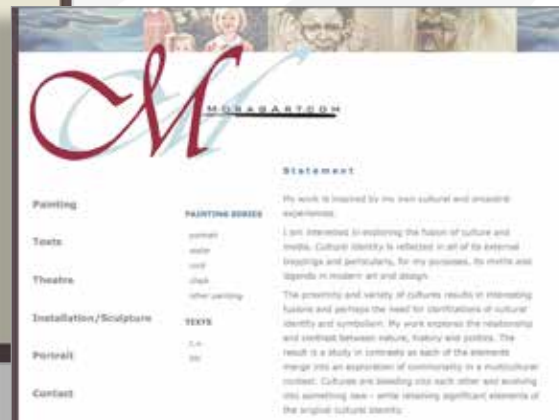 M
MORAGART.COM
Statement
My work is inspired by my own cultural and ancestral
experiences.
I am interested in exploring the fusion of culture and
media. Cultural identity is reflected in all of its external
trappings and particularly, for my purposes, its myths and
legends in modern art and design.
The proximity and variety of cultures results in interesting
fusions and perhaps the need for clarifications of cultural
identity and symbolism. My work explores the relationship
and contrast between nature, history and politics. The
result is a study in contrasts as each of the elements
merge into an exploration of commonality in a multicultural
context. Cultures are bleeding into each other and evolving
into something new - while retaining significant elements of
the original cultural identity.
Painting
Texts
Theatre
Installation/Sculpture
Portrait
Contact
PAINTING SERIES
portrait
other painting
TEXTS